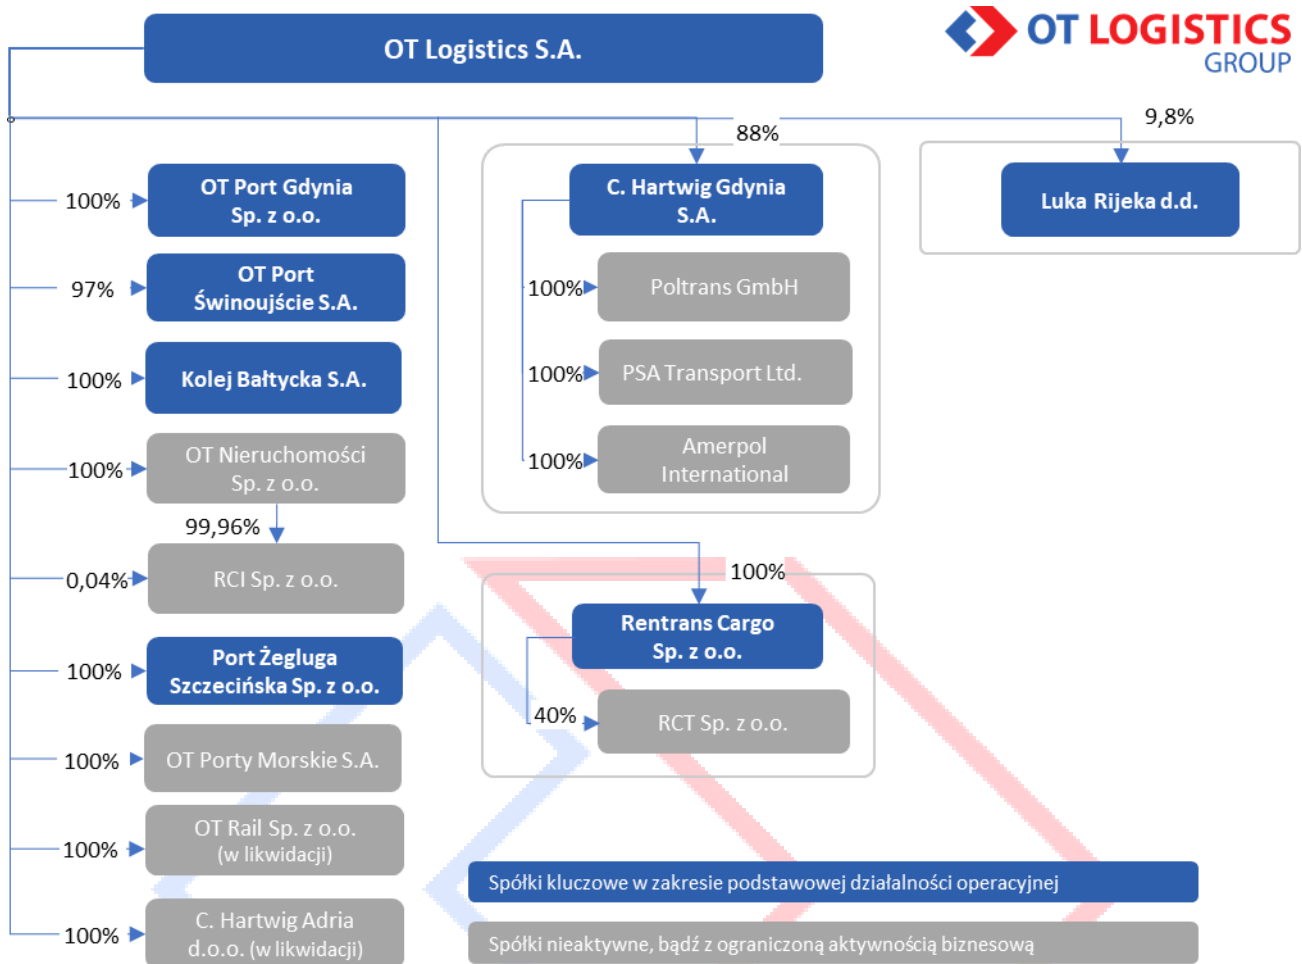 OT Logistics S.A.
OT LOGISTICS
GROUP
88%
9,8%
100%
OT Port Gdynia
Sp. z o.o.
97%
OT Port
Świnoujście S.A.
100%
Kolej Bałtycka S.A.
100%
OT Nieruchomości
Sp. z o.o.
99,96%
0,04%
RCI Sp. z o.o.
100%
Port Żegluga
Szczecińska Sp. z o.o.
100%
OT Porty Morskie S.A.
100%
OT Rail Sp. z o.o.
(w likwidacji)
100%
C. Hartwig Adria
d.o.o. (w likwidacji)
C. Hartwig Gdynia
S.A.
100%
Poltrans GmbH
100%
PSA Transport Ltd.
100%
Amerpol
International
Luka Rijeka d.d.
100%
Rentrans Cargo
Sp. z o.o.
40%
RCT Sp. z o.o.
Spółki kluczowe w zakresie podstawowej działalności operacyjnej
Spółki nieaktywne, bądź z ograniczoną aktywnością biznesową